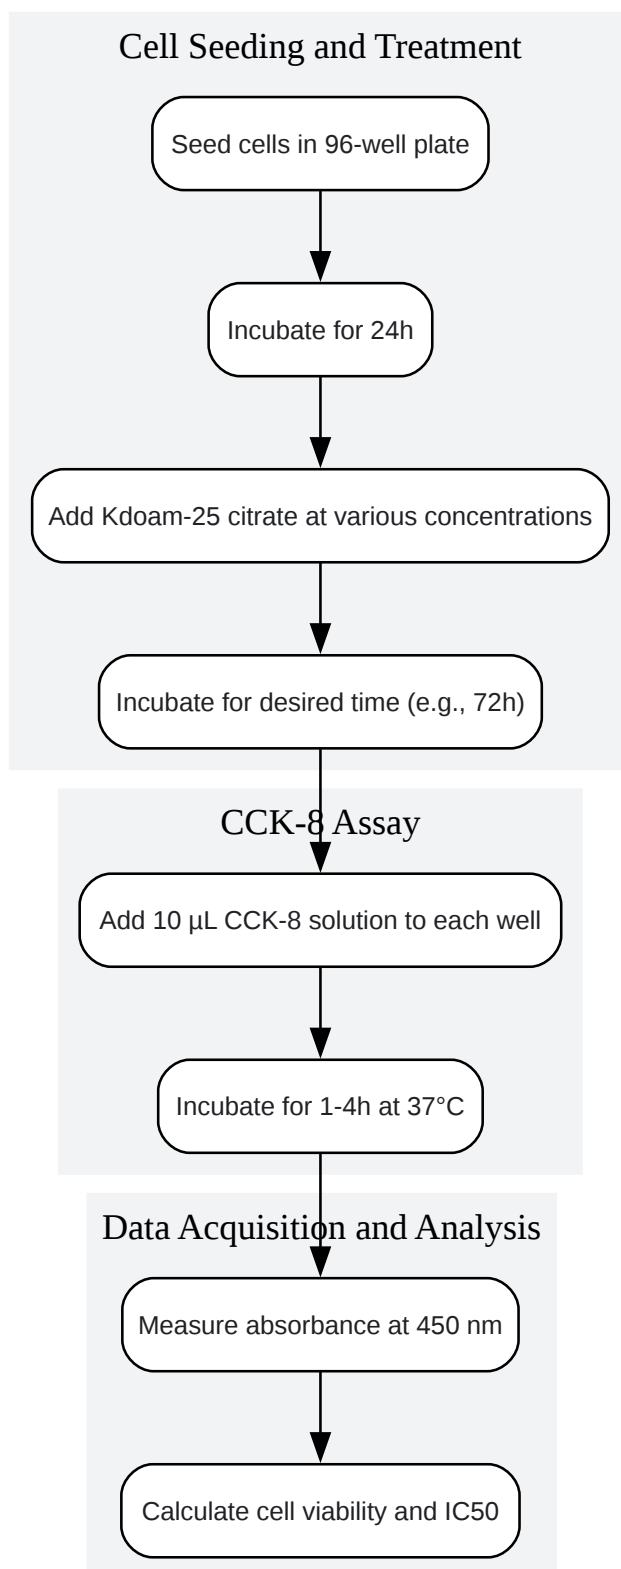 Cell Seeding and Treatment
Seed cells in 96-well plate
Incubate for 24h
Add Kdoam-25 citrate at various concentrations
Incubate for desired time (e.g., 72h)
CCK-8 Assay
Add 10 µL CCK-8 solution to each well
Incubate for 1-4h at 37°C
Data Acquisition and Analysis
Measure absorbance at 450 nm
Calculate cell viability and IC50